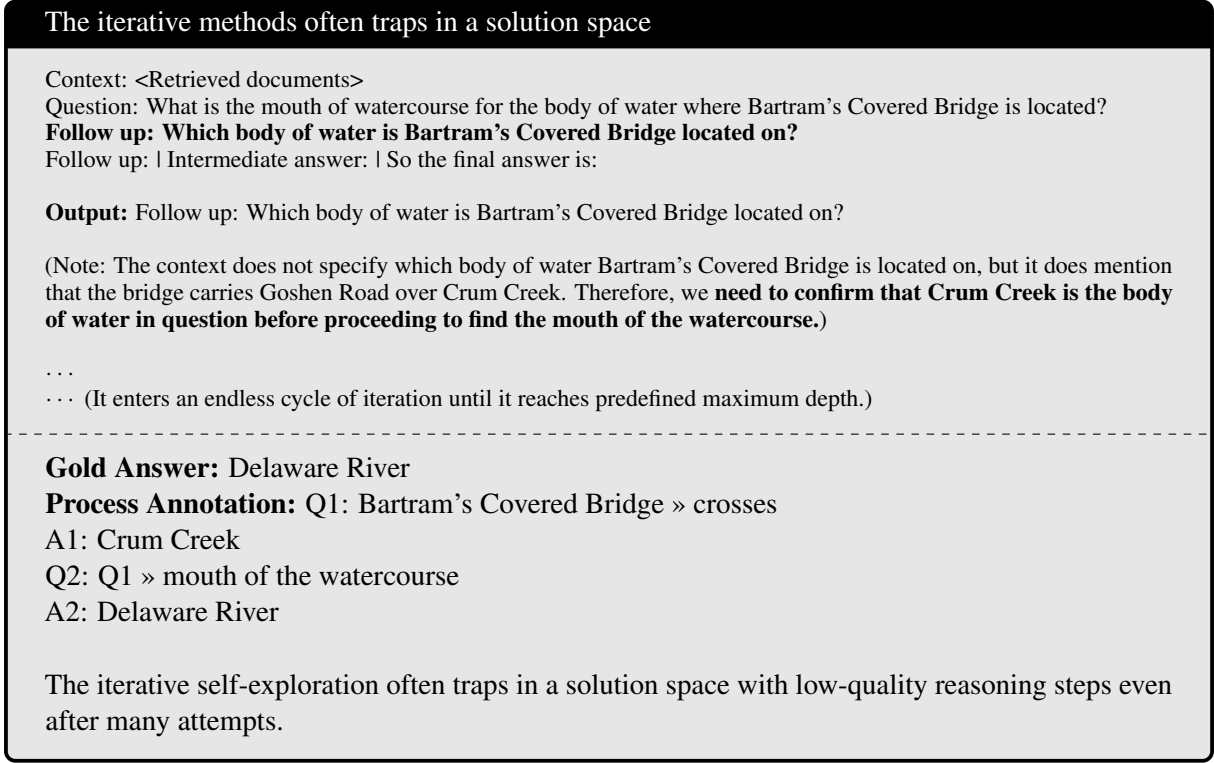 The iterative methods often traps in a solution space
Context: <Retrieved documents>
Question: What is the mouth of watercourse for the body of water where Bartram's Covered Bridge is located?
Follow up: Which body of water is Bartram's Covered Bridge located on?
Follow up: | Intermediate answer: | So the final answer is:
Output: Follow up: Which body of water is Bartram's Covered Bridge located on?
(Note: The context does not specify which body of water Bartram's Covered Bridge is located on, but it does mention
that the bridge carries Goshen Road over Crum Creek. Therefore, we need to confirm that Crum Creek is the body
of water in question before proceeding to find the mouth of the watercourse.)
. . .
· · · (It enters an endless cycle of iteration until it reaches predefined maximum depth.)
Gold Answer: Delaware River
Process Annotation: Q1: Bartram's Covered Bridge » crosses
A1: Crum Creek
Q2: Q1 » mouth of the watercourse
A2: Delaware River
The iterative self-exploration often traps in a solution space with low-quality reasoning steps even
after many attempts.